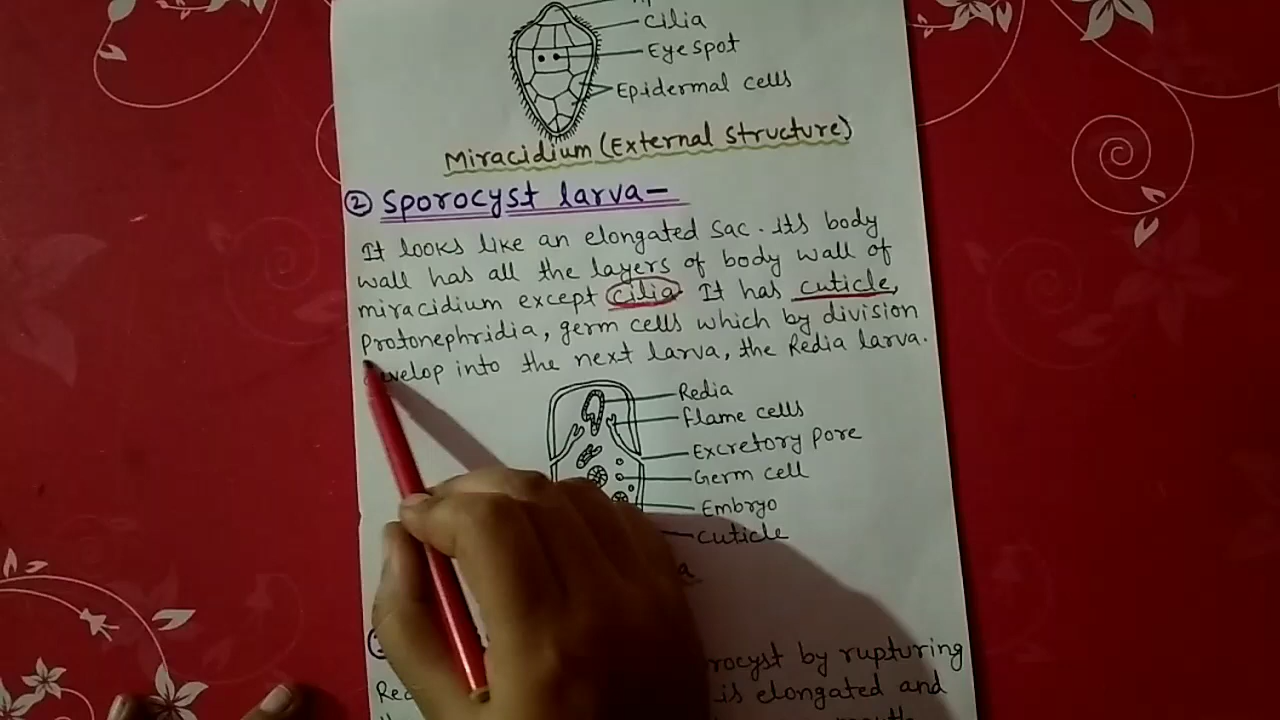 Cilia
Eye spot
Epidermal cells
Miracidium (External structure)
② Sporocyst larva-
It looks like an elongated sac. Its body
wall has all the layers of body wall of
miracidium except cilia. It has cuticle,
Protonephridia, germ cells which by division
into the next larva, the Redia larva.
Redia
flame cells
Excretory pore
Germ cell
Embryo
cuticle
by rupturing
is elongated and